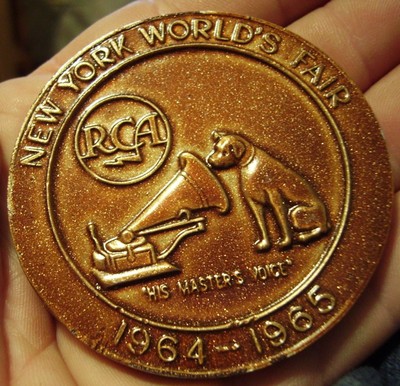 NEW YORK WORLD'S FAIR
RCA
"HIS MASTER'S VOICE"
1964-1965